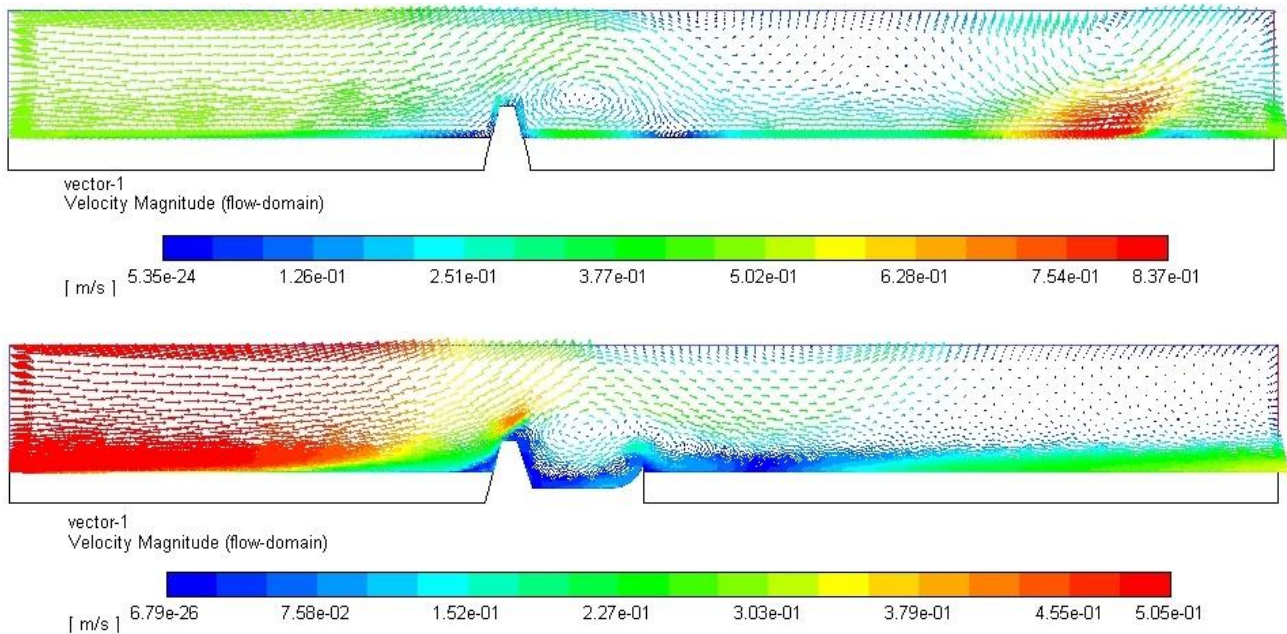 vector-1
Velocity Magnitude (flow-domain)
5.35e-24 1.26e-01 2.51e-01 3.77e-01 5.02e-01 6.28e-01 7.54e-01 8.37e-01
[ m/s ]
vector-1
Velocity Magnitude (flow-domain)
6.79e-26 7.58e-02 1.52e-01 2.27e-01 3.03e-01 3.79e-01 4.55e-01 5.05e-01
[ m/s ]